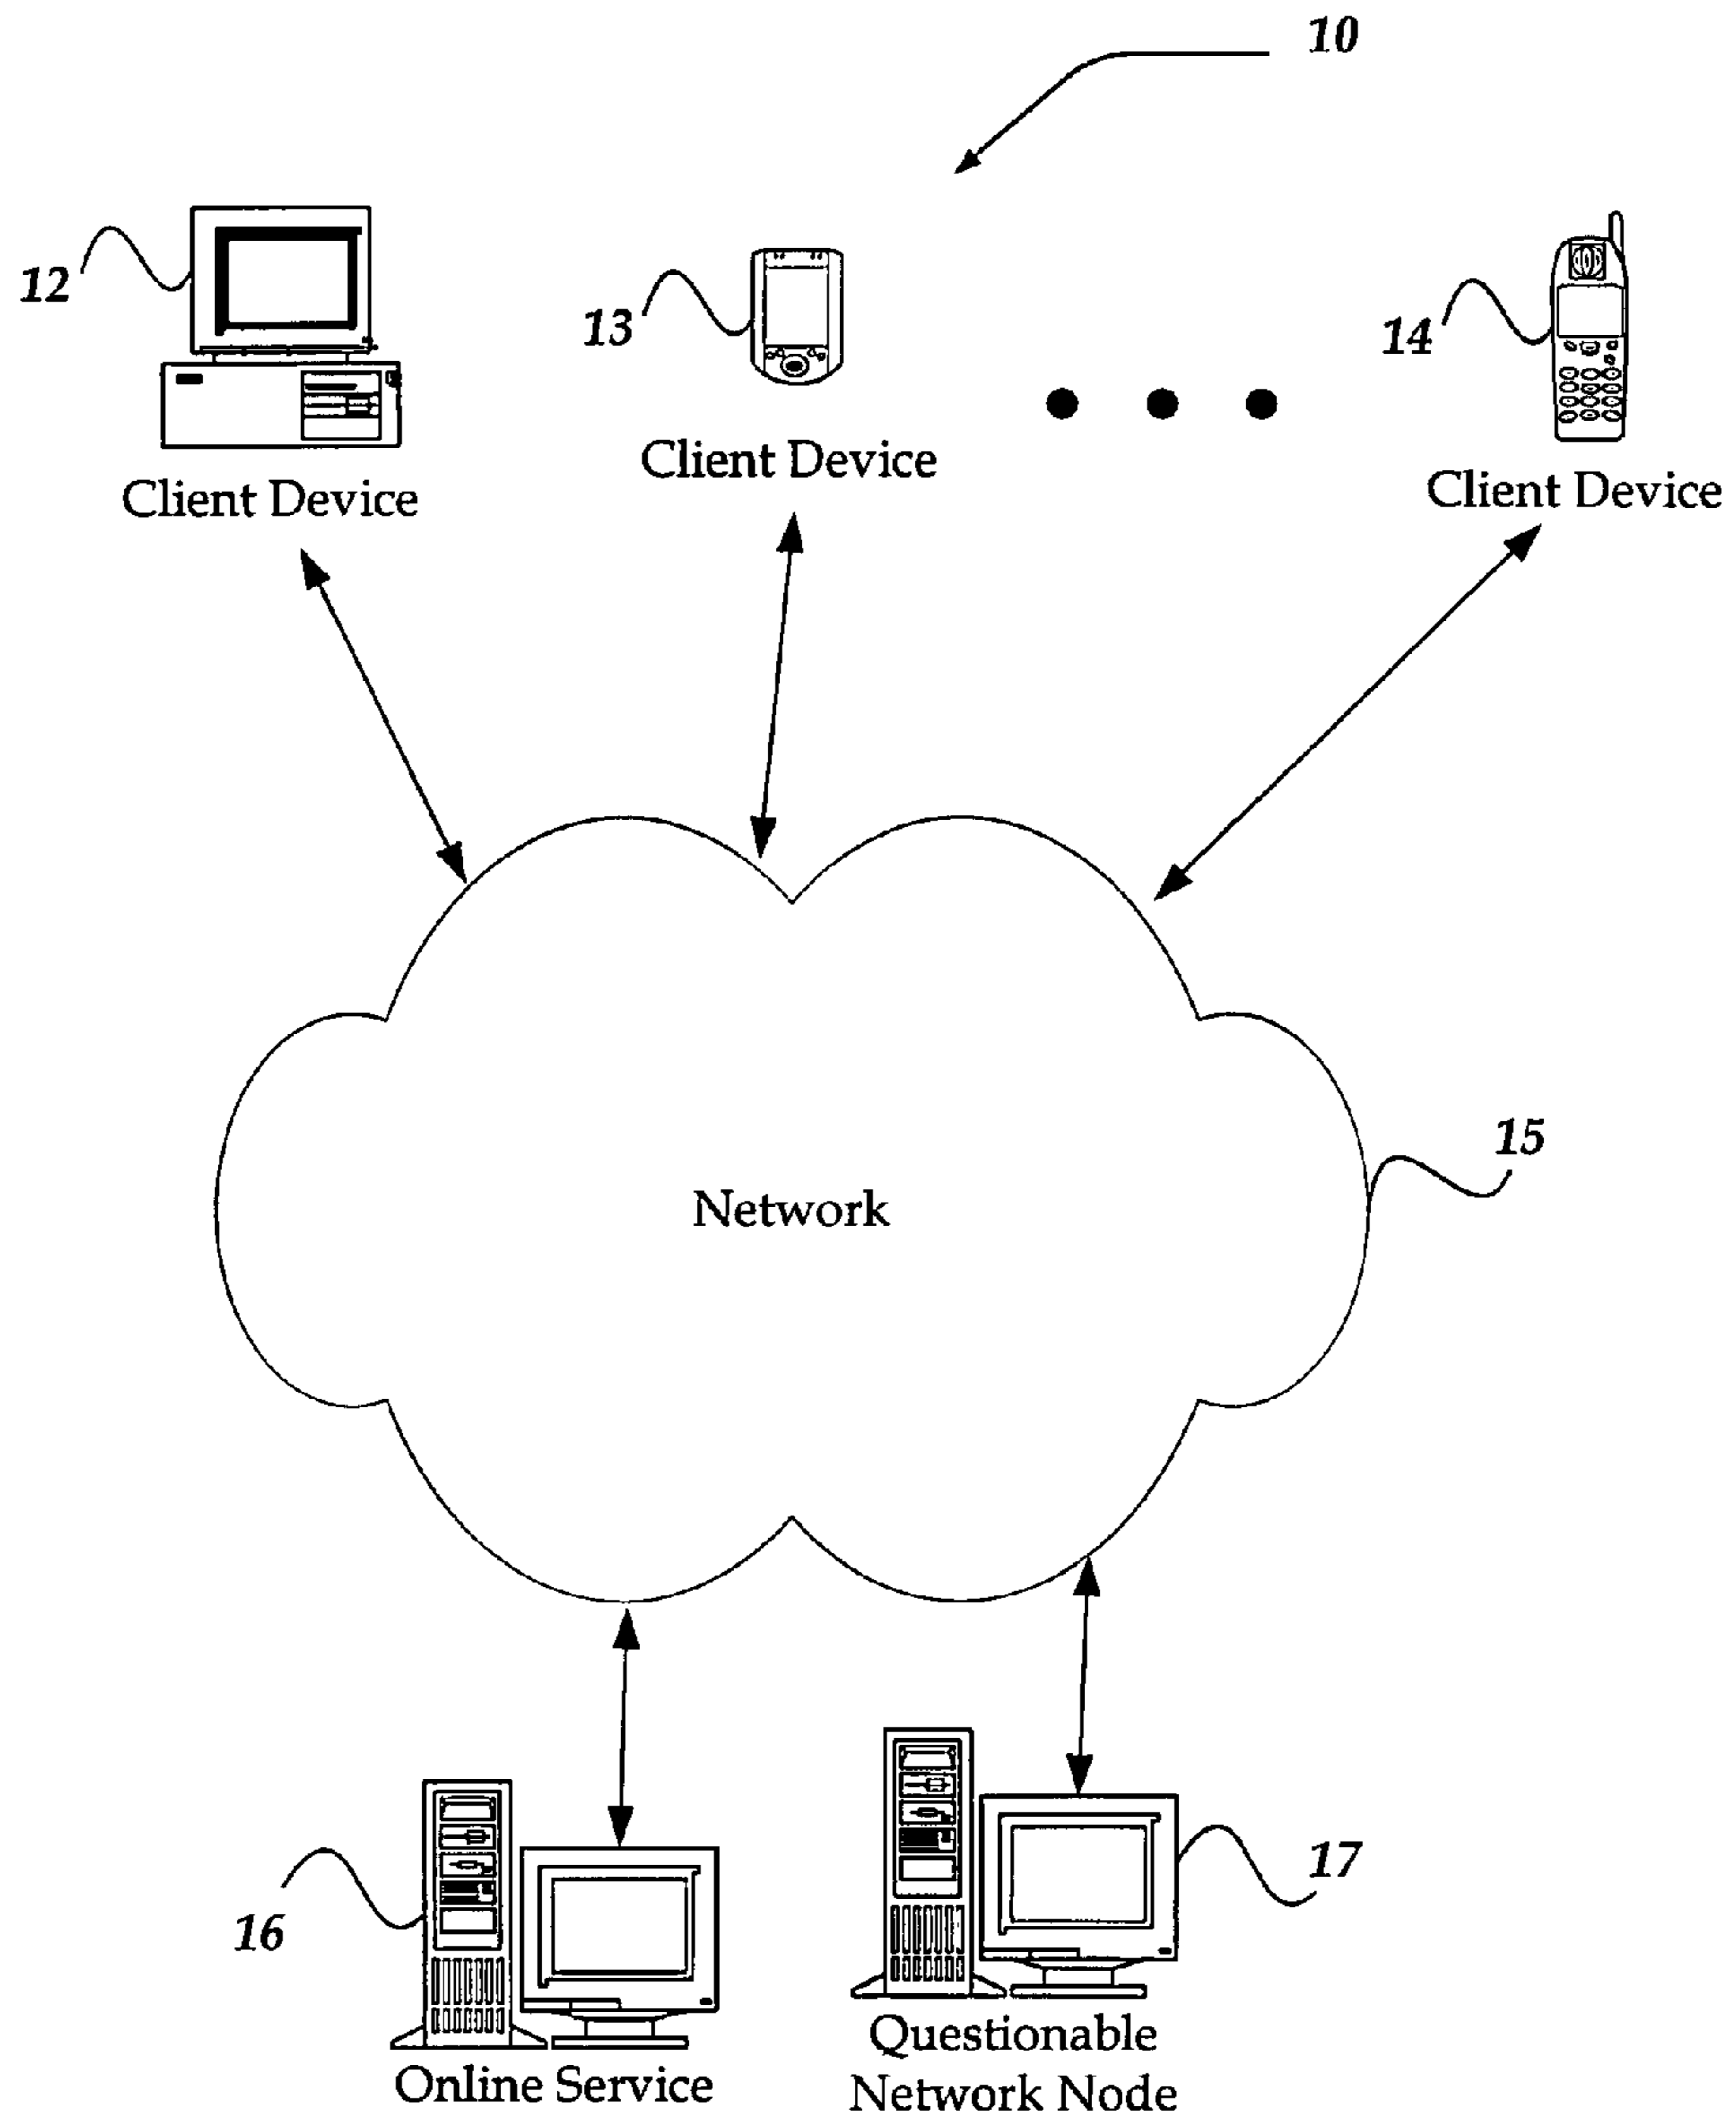 10
12
13
14
Client Device
Client Device
Client Device
15
Network
16
17
Online Service
Questionable
Network Node